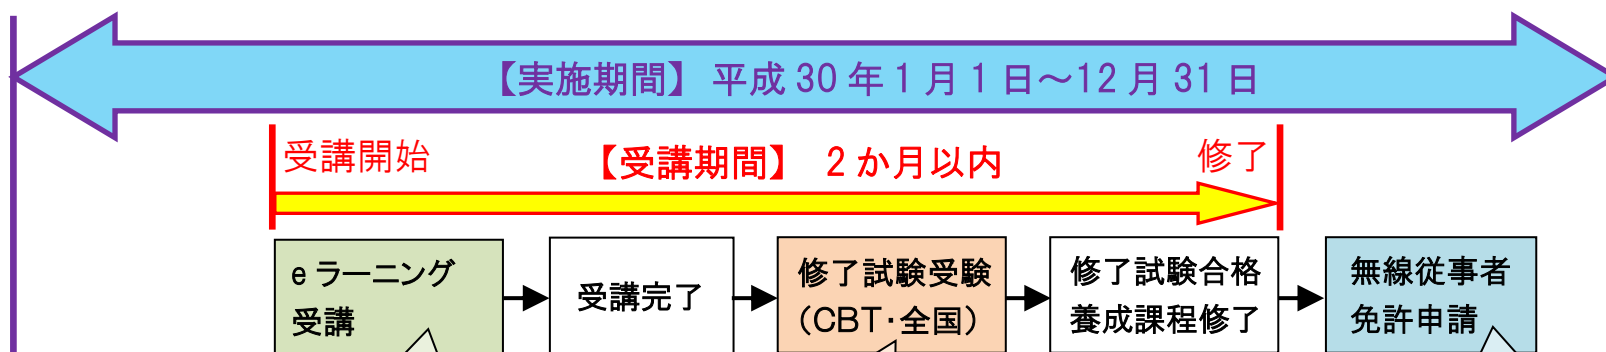 【実施期間】 平成 30 年 1 月 1 日～12 月 31 日
受講開始
【受講期間】 2 か月以内
修了
e ラーニング
受講
受講完了
修了試験受験
（CBT・全国）
修了試験合格
養成課程修了
無線従事者
免許申請